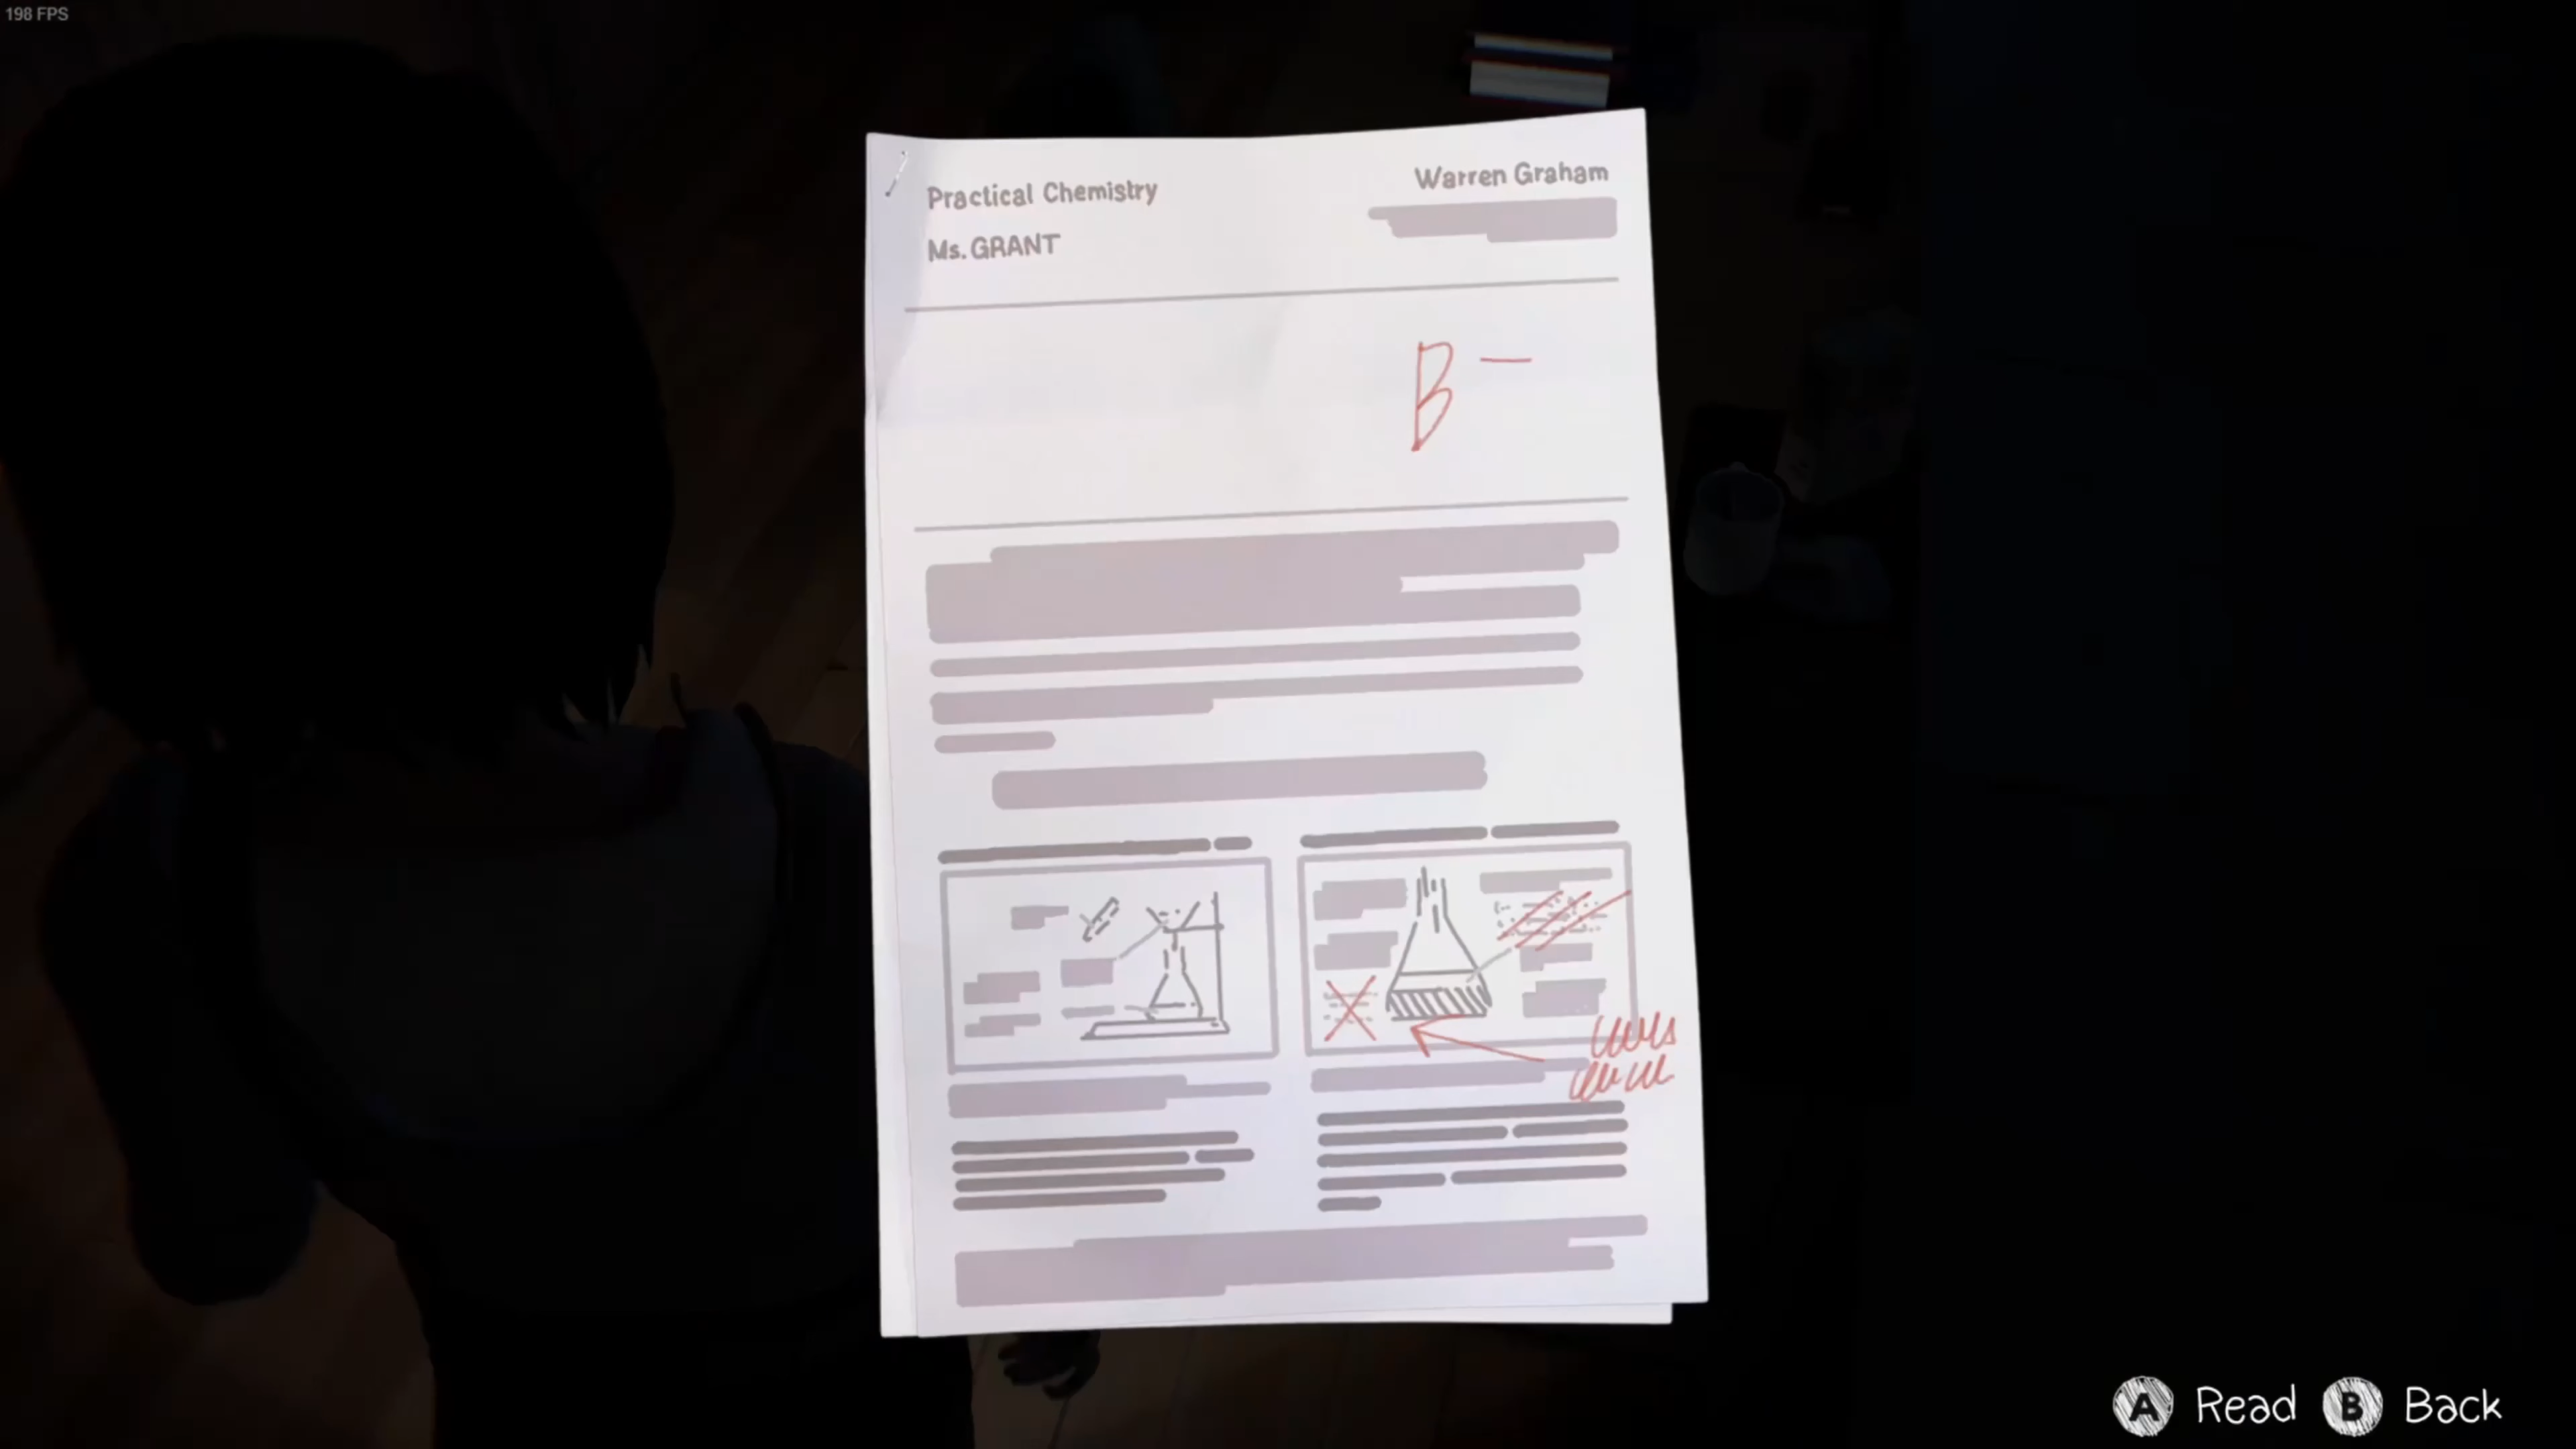 198 FPS
Practical Chemistry
Warren Graham
Ms. GRANT
B-
A Read B Back